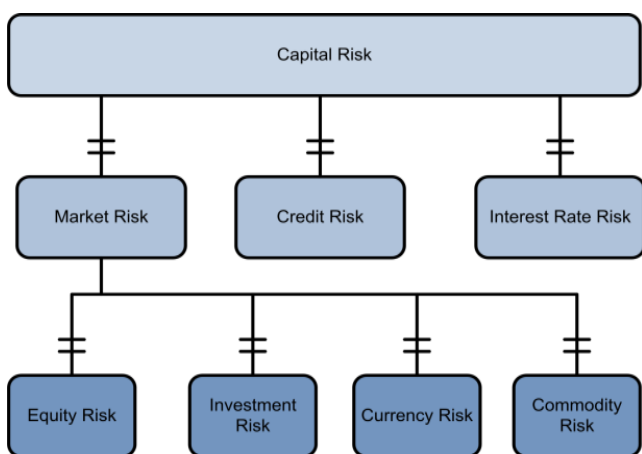 Capital Risk
Market Risk
Credit Risk
Interest Rate Risk
Equity Risk
Investment
Risk
Currency Risk
Commodity
Risk